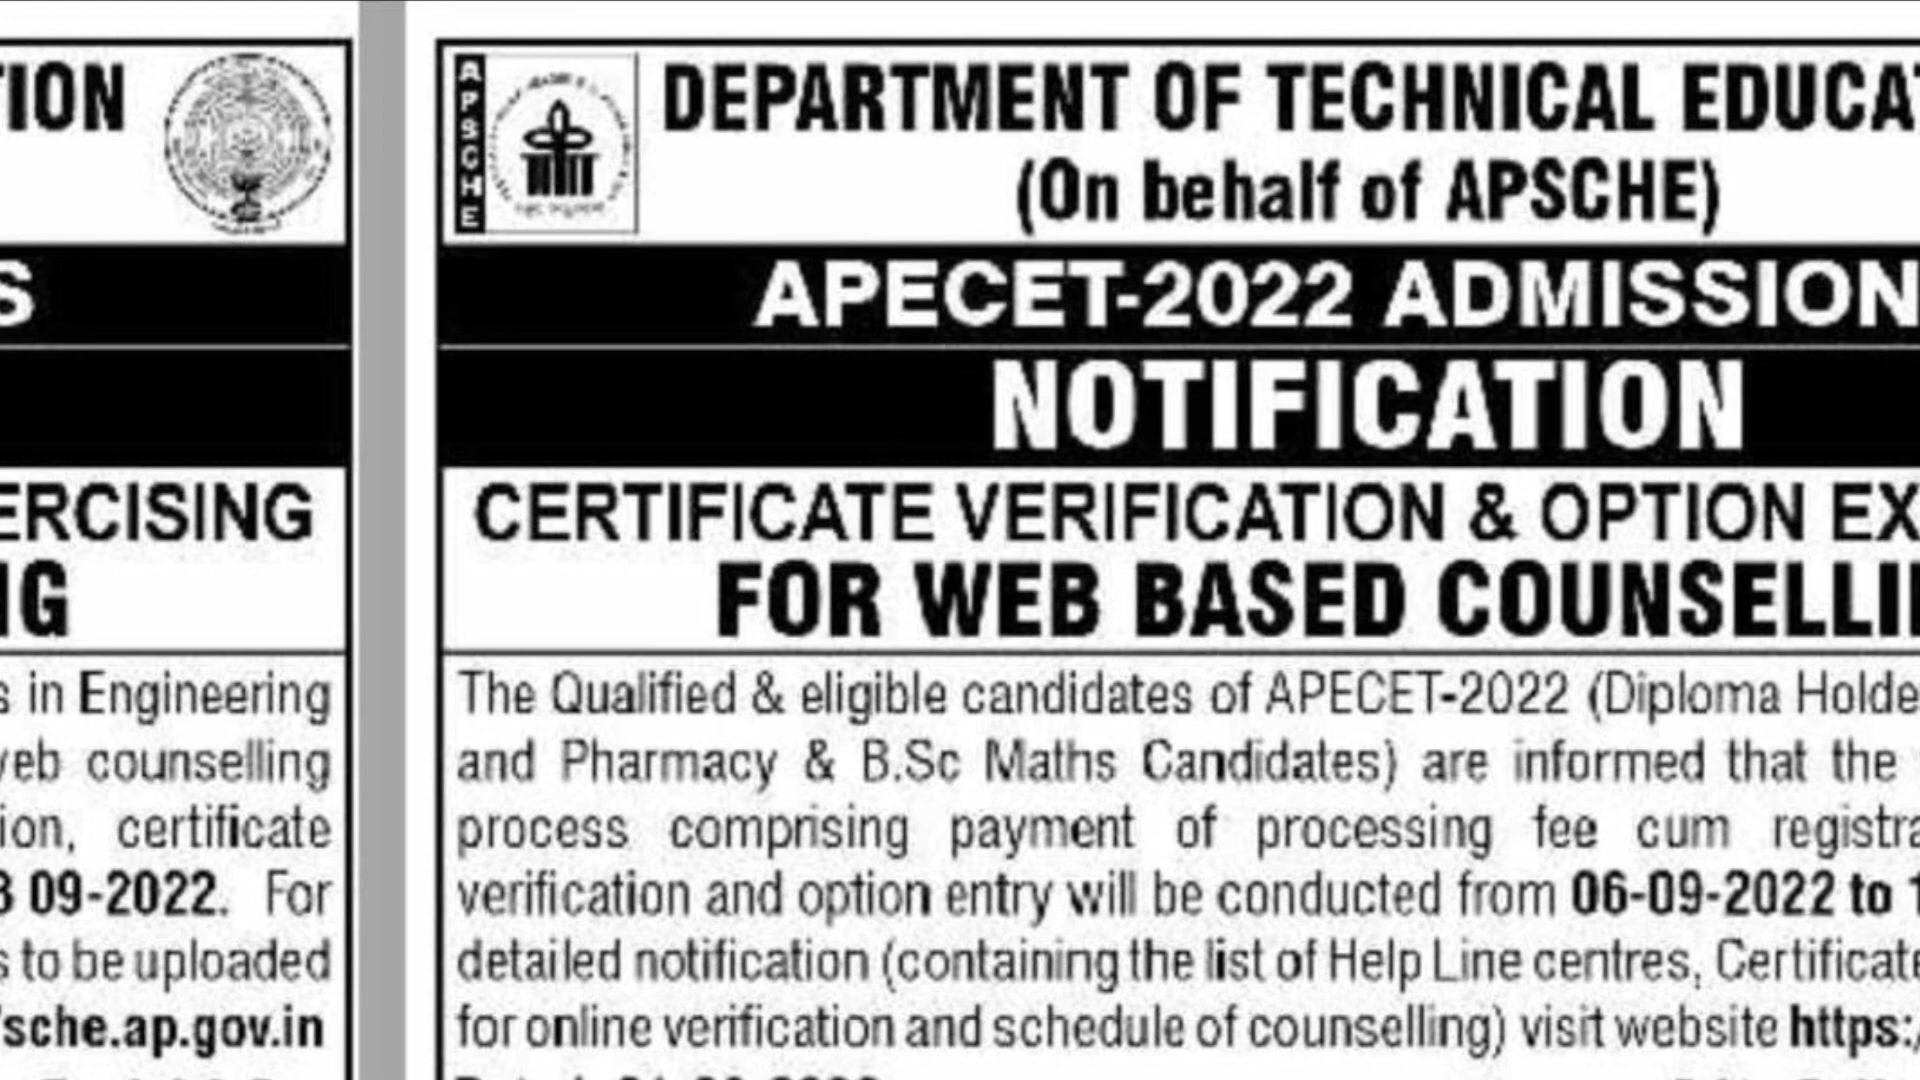 TION
S
ERCISING
NG
s in Engineering
web counselling
ion, certificate
3 09-2022. For
s to be uploaded
sche.ap.gov.in
APSCHE
DEPARTMENT OF TECHNICAL EDUCAT
(On behalf of APSCHE)
APECET-2022 ADMISSION
NOTIFICATION
CERTIFICATE VERIFICATION & OPTION EX
FOR WEB BASED COUNSELLI
The Qualified & eligible candidates of APECET-2022 (Diploma Holde
and Pharmacy & B.Sc Maths Candidates) are informed that the
process comprising payment of processing fee cum registra
verification and option entry will be conducted from 06-09-2022 to 1
detailed notification (containing the list of Help Line centres, Certificate
for online verification and schedule of counselling) visit website https:/